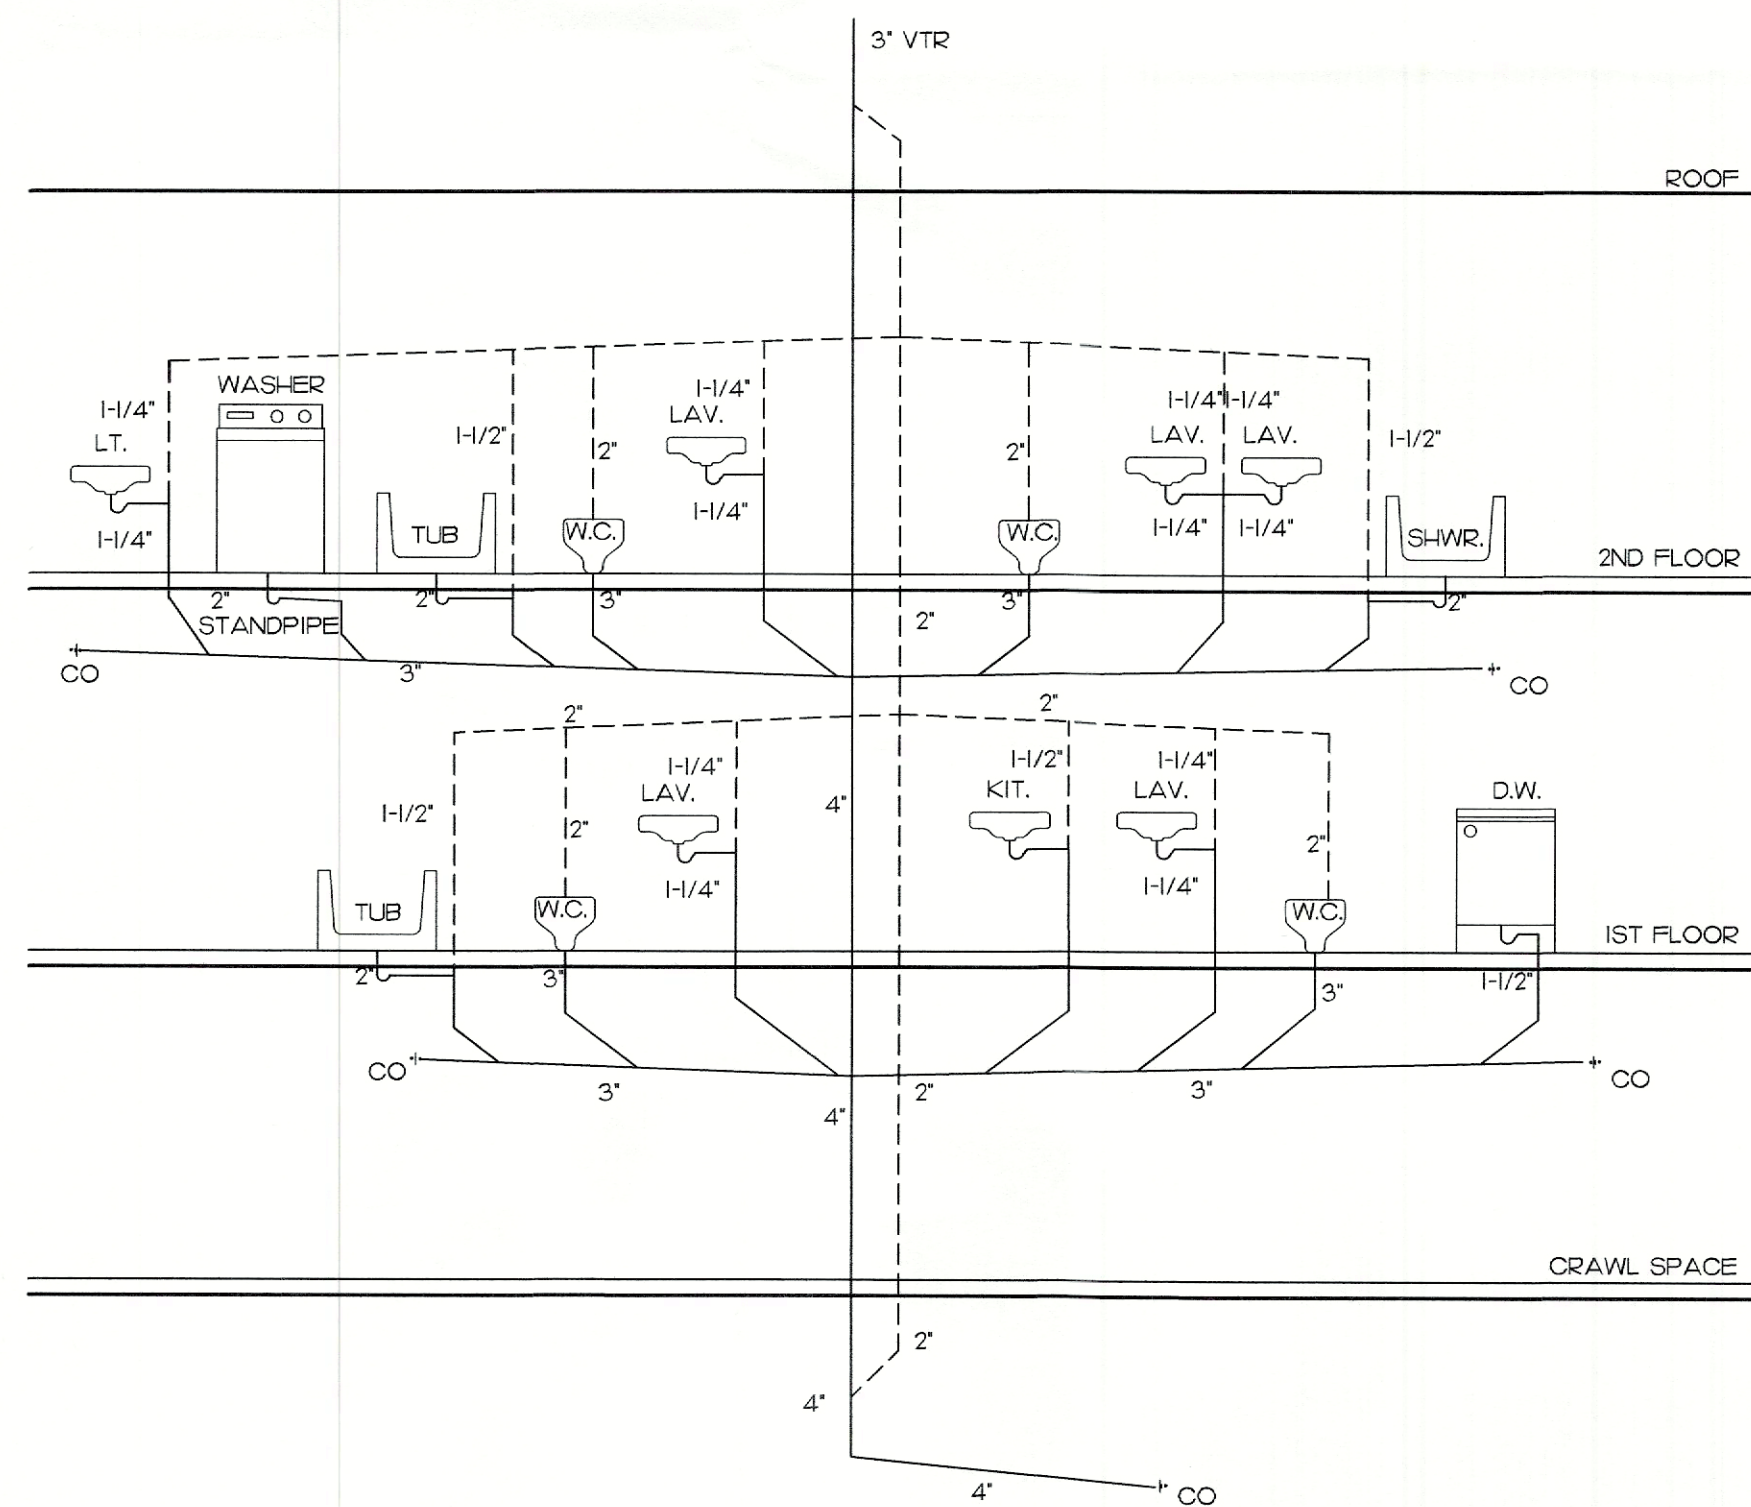 3" VTR
ROOF
WASHER
1-1/4"
LT.
1-1/4"
1-1/2"
2"
1-1/4"
LAV.
1-1/4"
2"
1-1/4" 1-1/4"
LAV. LAV.
1-1/4" 1-1/4"
1-1/2"
TUB
W.C.
W.C.
SHWR.
2ND FLOOR
2"
STANDPIPE
2"
3"
2"
3"
2"
CO
3"
CO
2"
2"
1-1/2"
2"
1-1/4"
LAV.
1-1/4"
4"
1-1/2"
KIT.
1-1/4"
LAV.
1-1/4"
2"
D.W.
TUB
W.C.
W.C.
1ST FLOOR
2"
3"
3"
1-1/2"
CO
3"
4"
2"
3"
CO
CRAWL SPACE
2"
4"
4"
CO